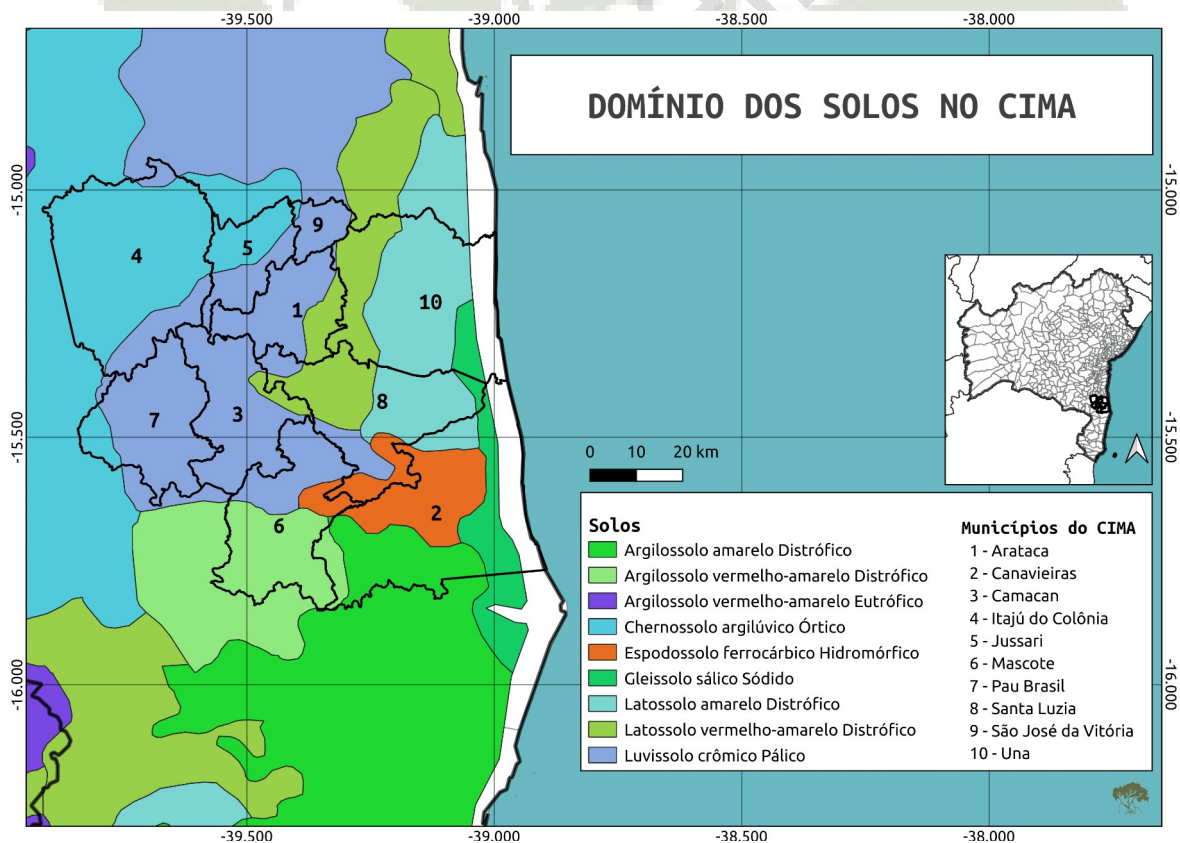 -39.500 -39.000 -38.500 -38.000
DOMÍNIO DOS SOLOS NO CIMA
-15.000 -15.000
9
5
4
10
1
8
3
7
-15.500 -15.500
0 10 20 km
2
6
Solos
Argilossolo amarelo Distrófico
Argilossolo vermelho-amarelo Distrófico
Argilossolo vermelho-amarelo Eutrófico
Chernossolo argilúvico Órtico
Espodossolo ferrocárbico Hidromórfico
Gleissolo sálico Sódido
Latossolo amarelo Distrófico
Latossolo vermelho-amarelo Distrófico
Luvissolo crômico Pálico
Municípios do CIMA
1 - Arataca
2 - Canavieiras
3 - Camacan
4 - Itajú do Colônia
5 - Jussari
6 - Mascote
7 - Pau Brasil
8 - Santa Luzia
9 - São José da Vitória
10 - Una
-16.000 -16.000
-39.500 -39.000 -38.500 -38.000